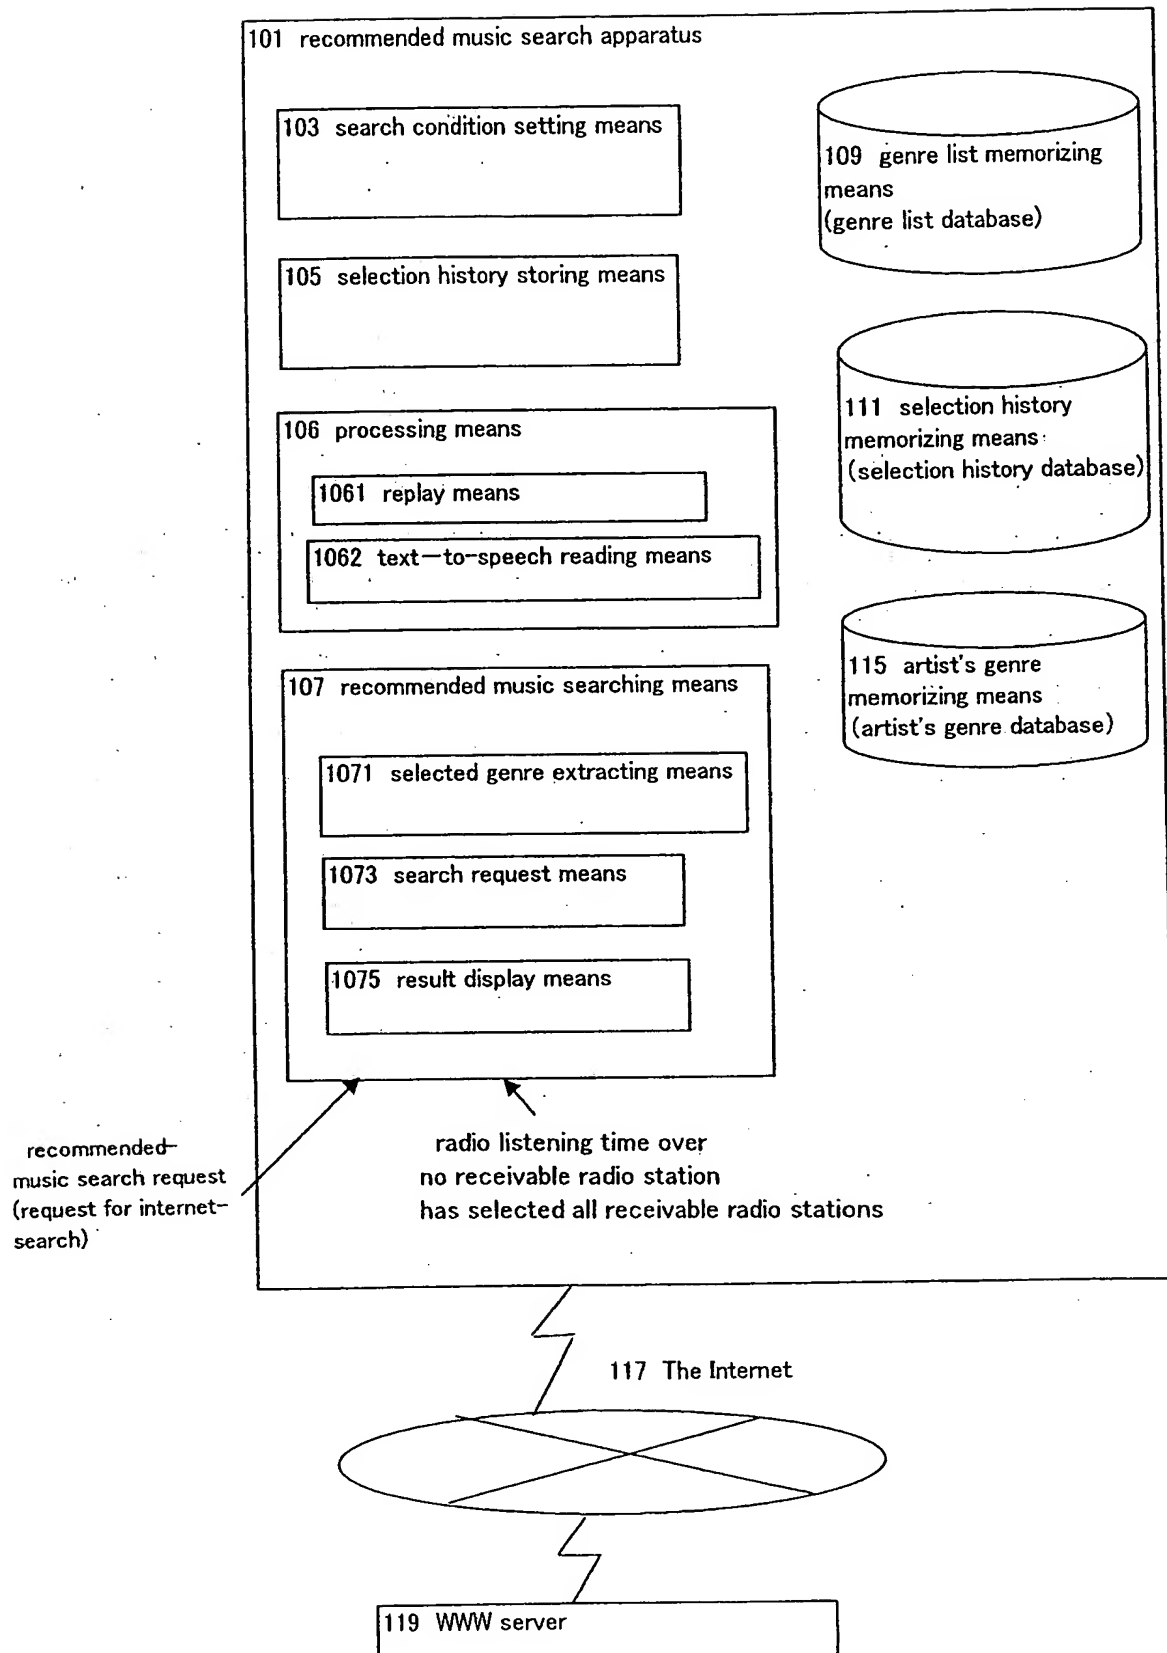 101 recommended music search apparatus
103 search condition setting means
105 selection history storing means
106 processing means
1061 replay means
1062 text-to-speech reading means
107 recommended music searching means
1071 selected genre extracting means
1073 search request means
1075 result display means
109 genre list memorizing
means
(genre list database)
111 selection history
memorizing means
(selection history database)
115 artist's genre
memorizing means
(artist's genre database)
recommended-
music search request
(request for internet-
search)
radio listening time over
no receivable radio station
has selected all receivable radio stations
117 The Internet
119 WWW server